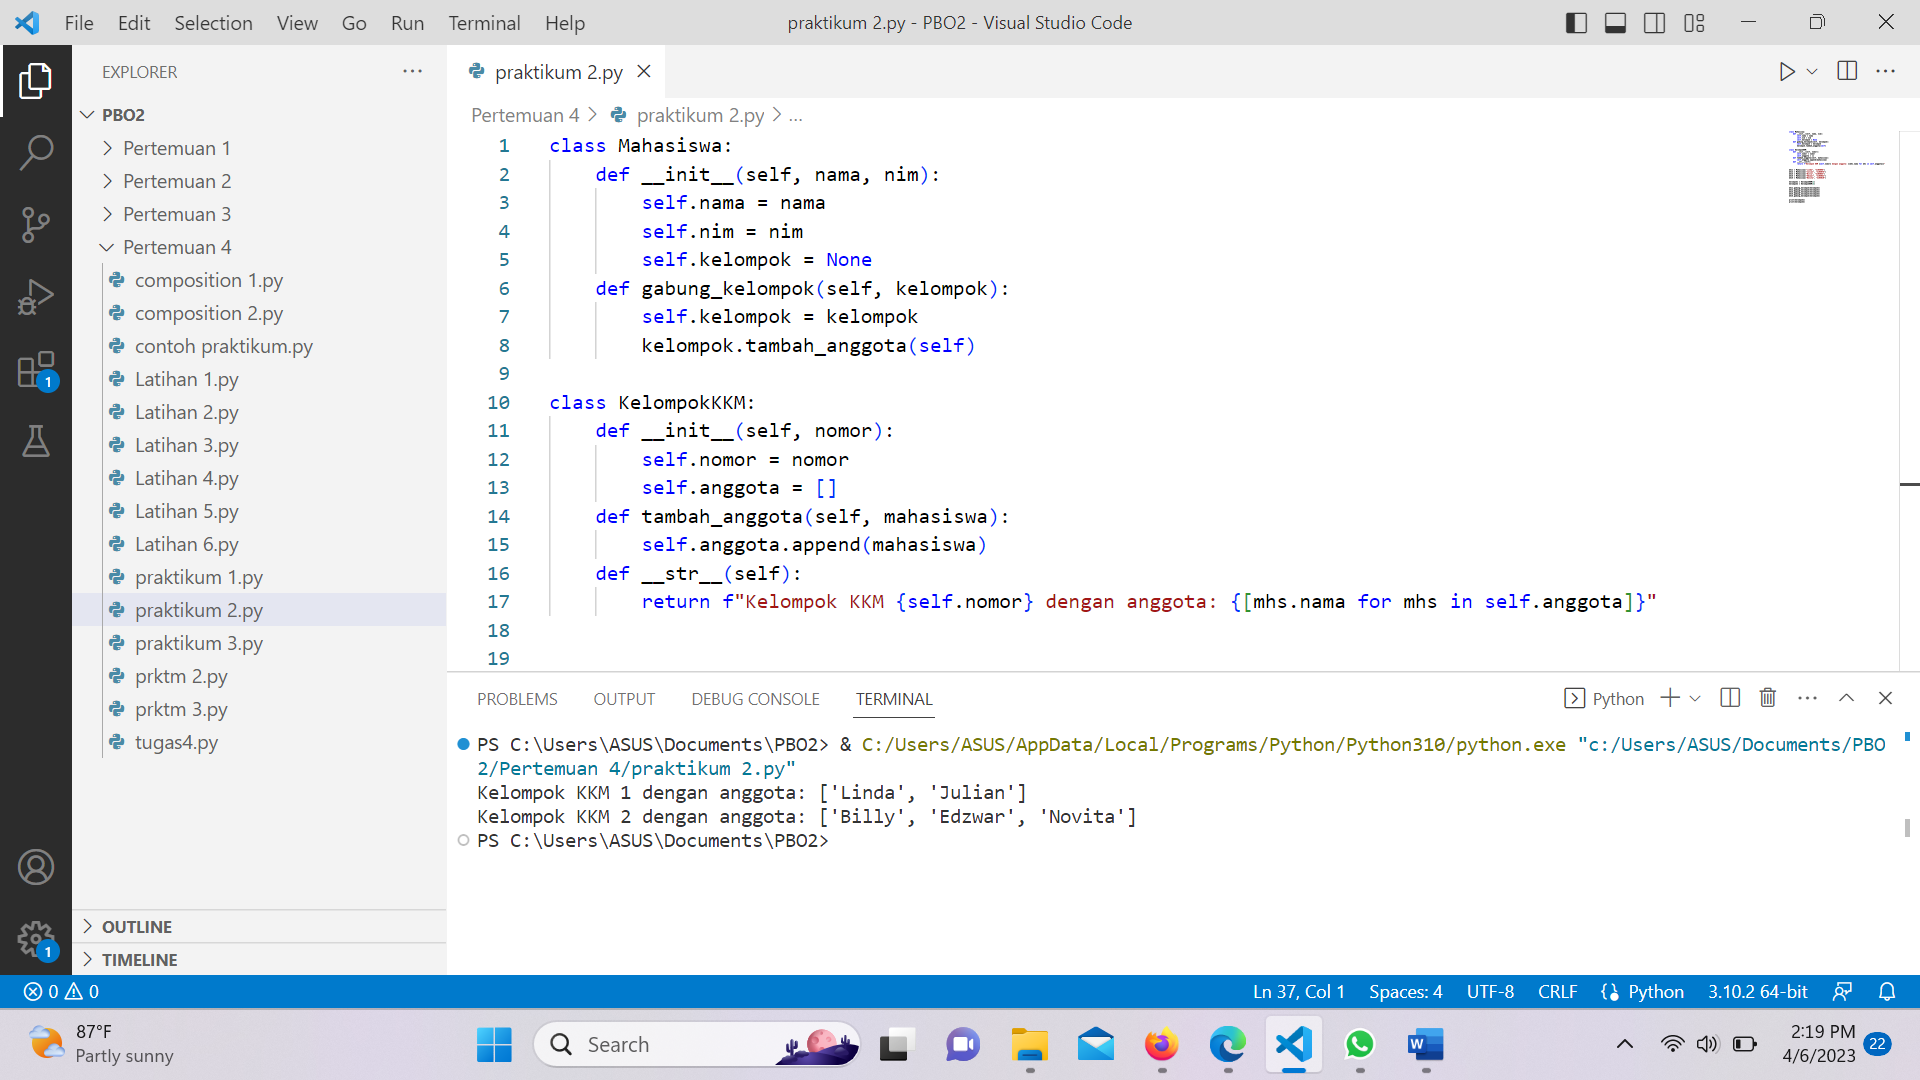 File Edit Selection View Go Run Terminal Help
praktikum 2.py - PBO2 - Visual Studio Code
EXPLORER
PBO2
Pertemuan 1
Pertemuan 2
Pertemuan 3
Pertemuan 4
composition 1.py
composition 2.py
contoh praktikum.py
Latihan 1.py
Latihan 2.py
Latihan 3.py
Latihan 4.py
Latihan 5.py
Latihan 6.py
praktikum 1.py
praktikum 2.py
praktikum 3.py
prktm 2.py
prktm 3.py
tugas4.py
OUTLINE
TIMELINE
1
1
praktikum 2.py
Pertemuan 4 > praktikum 2.py > ...
1 class Mahasiswa:
2     def __init__(self, nama, nim):
3         self.nama = nama
4         self.nim = nim
5         self.kelompok = None
6     def gabung_kelompok(self, kelompok):
7         self.kelompok = kelompok
8         kelompok.tambah_anggota(self)
9
10 class KelompokKKM:
11     def __init__(self, nomor):
12         self.nomor = nomor
13         self.anggota = []
14     def tambah_anggota(self, mahasiswa):
15         self.anggota.append(mahasiswa)
16     def __str__(self):
17         return f"Kelompok KKM {self.nomor} dengan anggota: {[mhs.nama for mhs in self.anggota]}"
18
19
PROBLEMS OUTPUT DEBUG CONSOLE TERMINAL
Python
PS C:\Users\ASUS\Documents\PBO2> & C:/Users/ASUS/AppData/Local/Programs/Python/Python310/python.exe "c:/Users/ASUS/Documents/PBO
2/Pertemuan 4/praktikum 2.py"
Kelompok KKM 1 dengan anggota: ['Linda', 'Julian']
Kelompok KKM 2 dengan anggota: ['Billy', 'Edzwar', 'Novita']
PS C:\Users\ASUS\Documents\PBO2>
0 0
Ln 37, Col 1 Spaces: 4 UTF-8 CRLF Python 3.10.2 64-bit
87°F
Partly sunny
Search
W
2:19 PM
4/6/2023
22